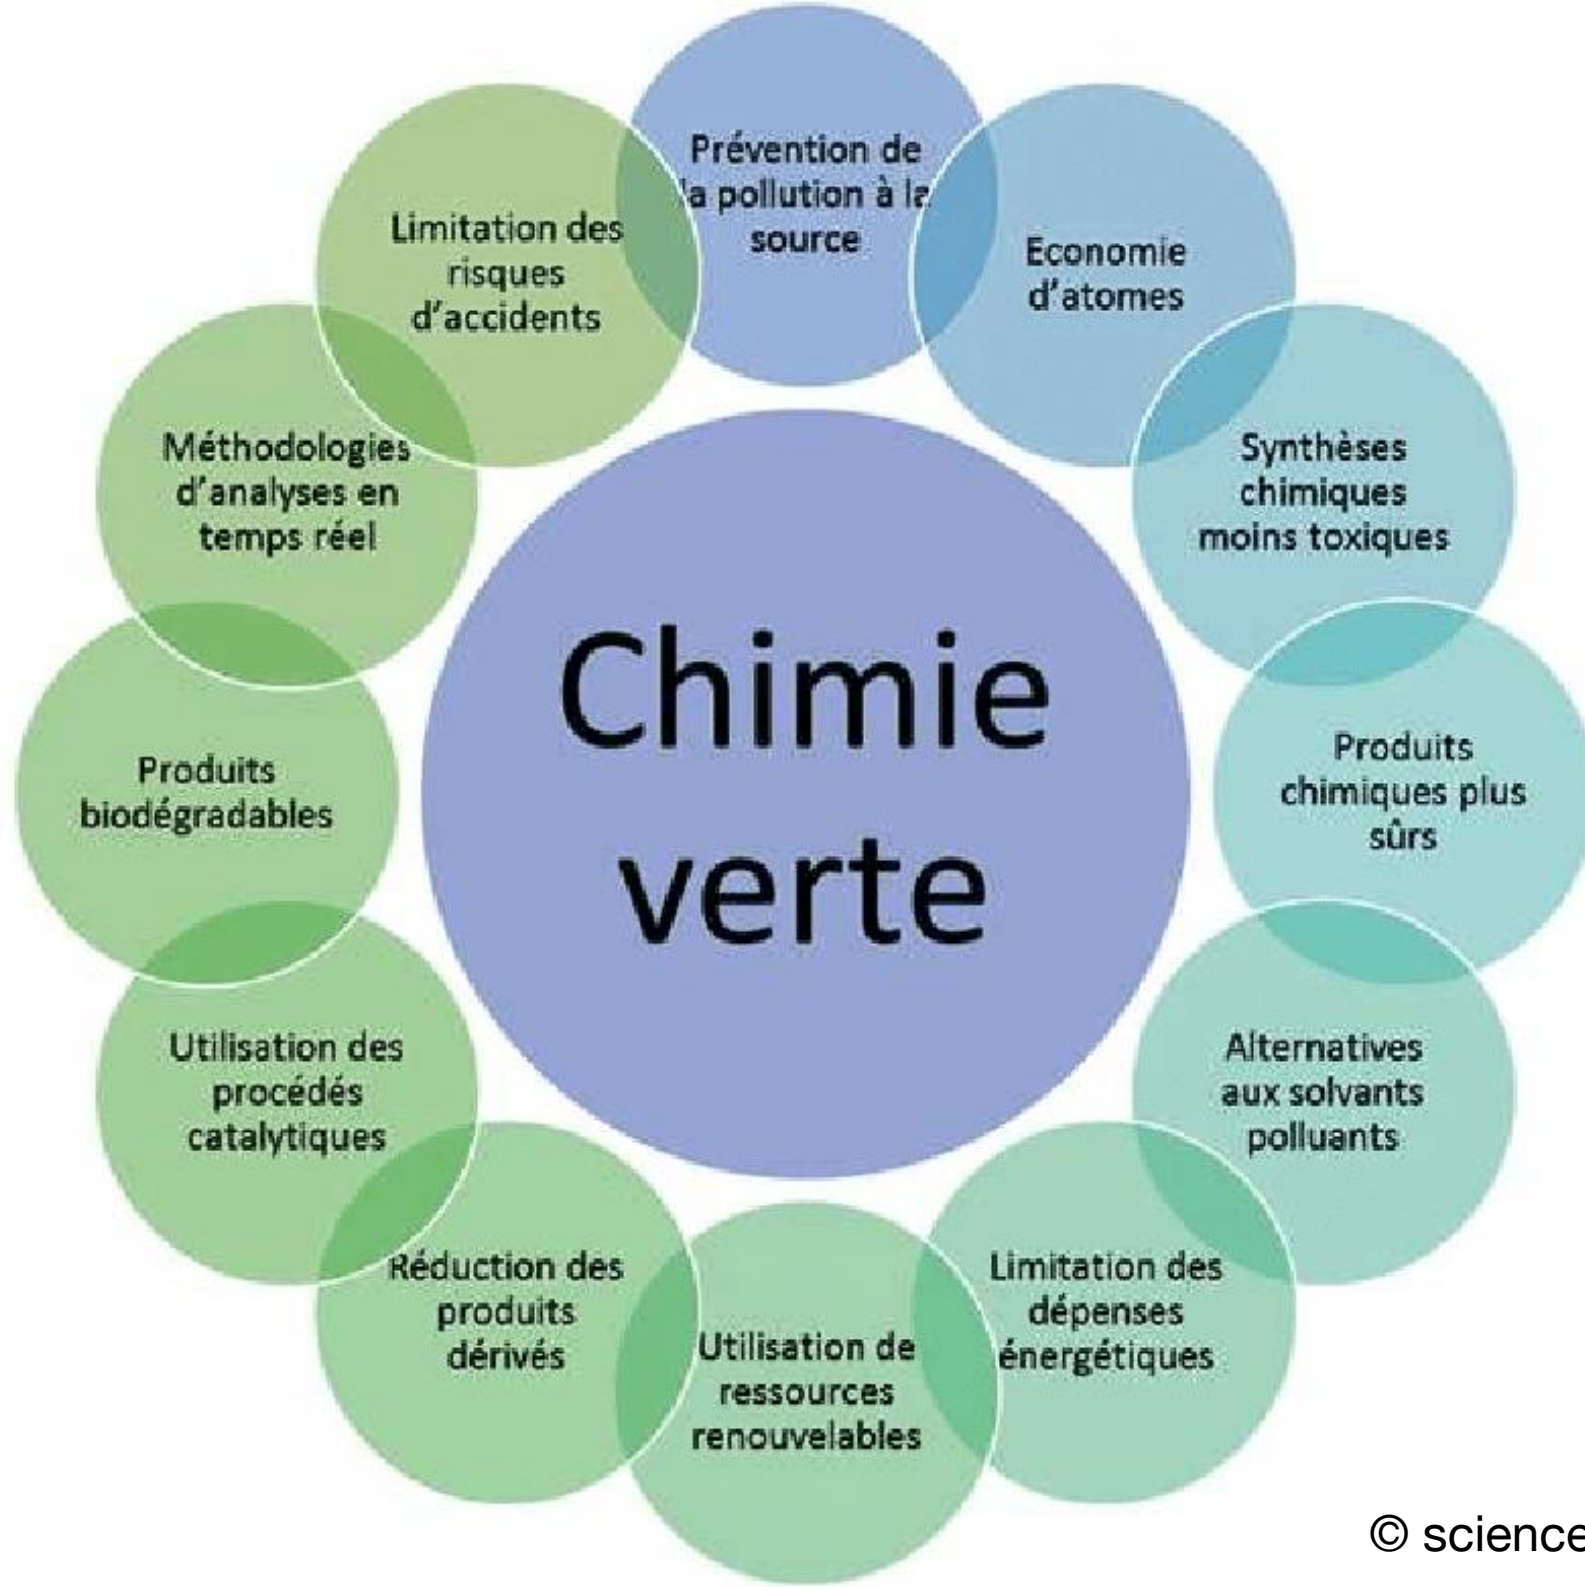 Prévention de
la pollution à la
source
Economie
d'atomes
Synthèses
chimiques
moins toxiques
Produits
chimiques plus
sûrs
Alternatives
aux solvants
polluants
Limitation des
dépenses
énergétiques
Utilisation de
ressources
renouvelables
Réduction des
produits
dérivés
Utilisation des
procédés
catalytiques
Produits
biodégradables
Méthodologies
d'analyses en
temps réel
Limitation des
risques
d'accidents
Chimie
verte
© science